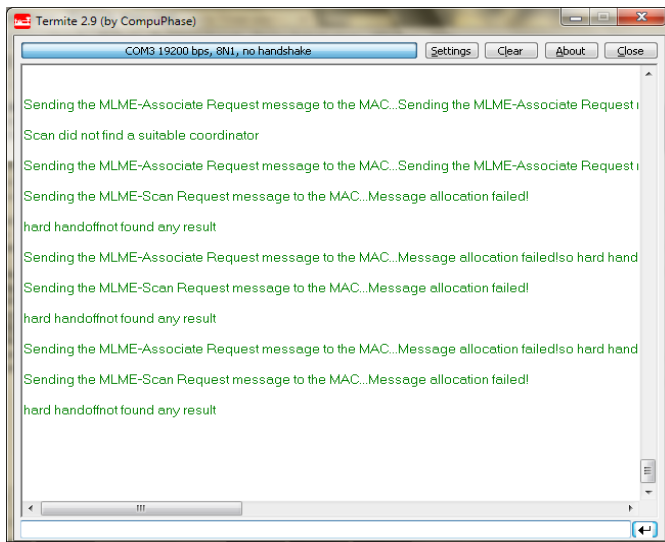 Termite 2.9 (by CompuPhase)
COM3 19200 bps, 8N1, no handshake Settings Clear About Close
Sending the MLME-Associate Request message to the MAC...Sending the MLME-Associate Request
Scan did not find a suitable coordinator
Sending the MLME-Associate Request message to the MAC...Sending the MLME-Associate Request
Sending the MLME-Scan Request message to the MAC...Message allocation failed!
hard handoffnot found any result
Sending the MLME-Associate Request message to the MAC...Message allocation failed!so hard hand
Sending the MLME-Scan Request message to the MAC...Message allocation failed!
hard handoffnot found any result
Sending the MLME-Associate Request message to the MAC...Message allocation failed!so hard hand
Sending the MLME-Scan Request message to the MAC...Message allocation failed!
hard handoffnot found any result